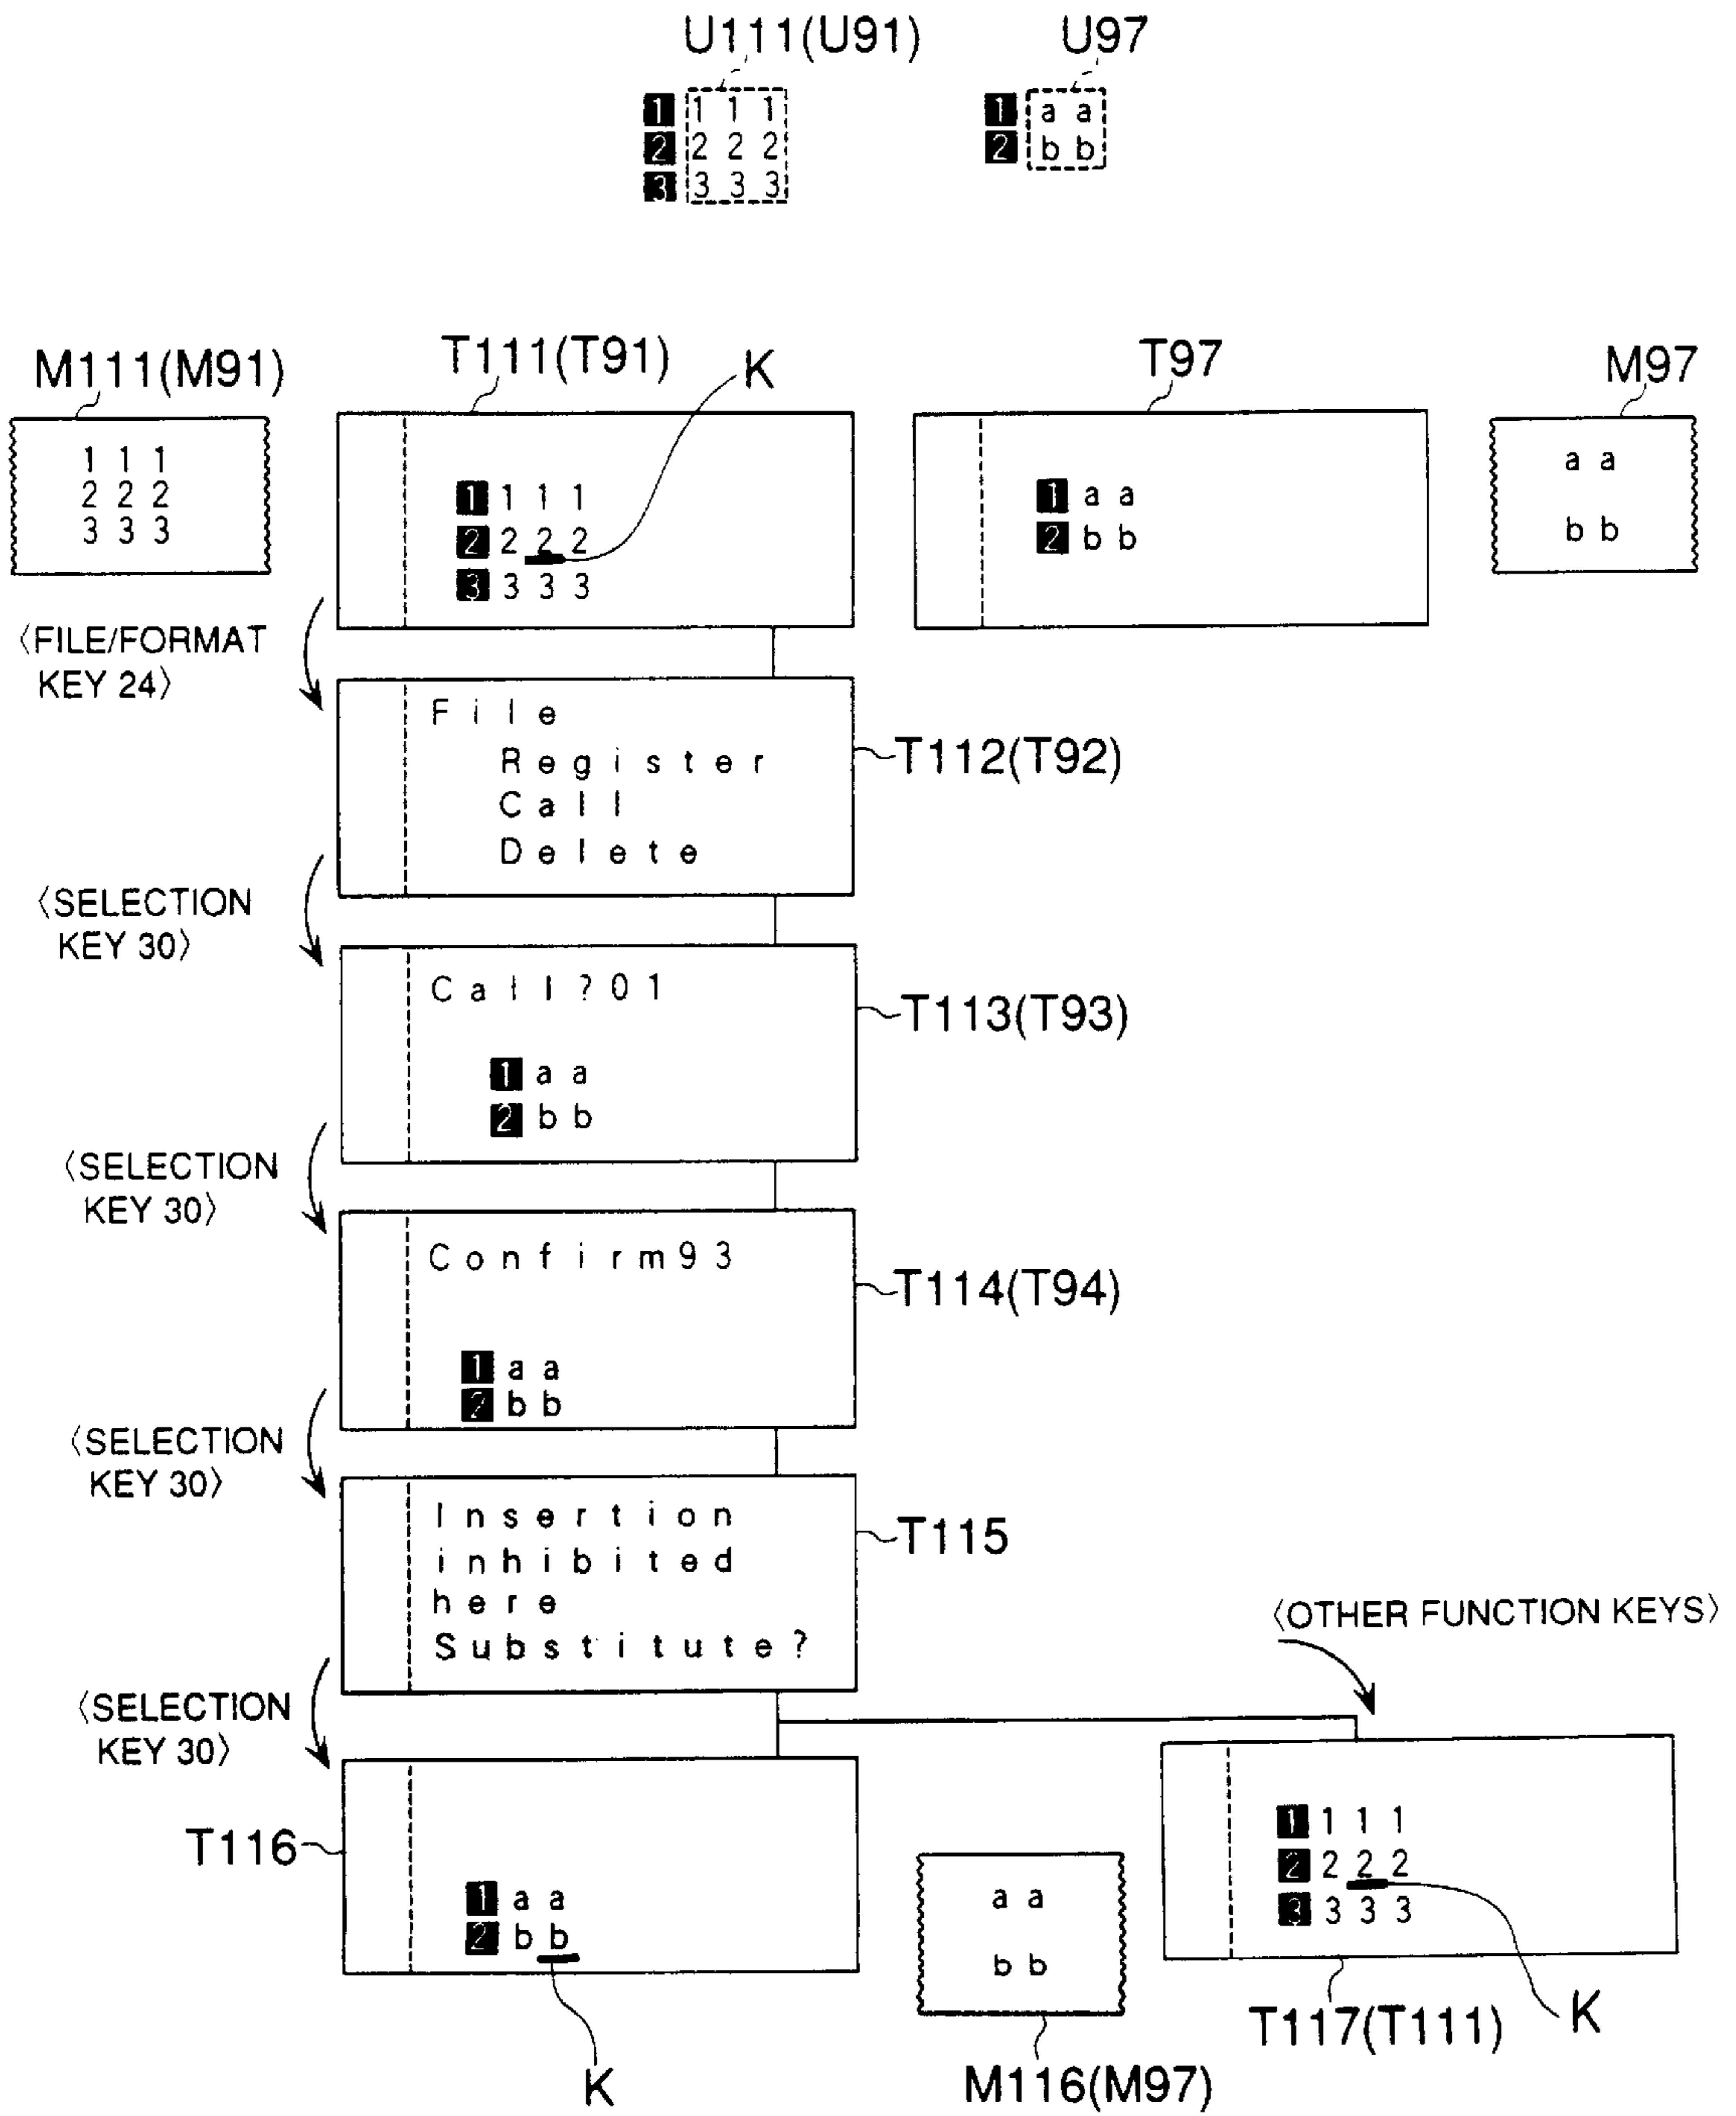 U111(U91)
U97
1 1 1 1
2 2 2 2
3 3 3 3
1 a a
2 b b
M111(M91)
T111(T91)
K
T97
M97
1 1 1
2 2 2
3 3 3
1 1 1 1
2 2 2 2
3 3 3 3
1 a a
2 b b
a a
b b
〈FILE/FORMAT
KEY 24〉
File
Register
Call
Delete
T112(T92)
〈SELECTION
KEY 30〉
Call?01
1 a a
2 b b
T113(T93)
〈SELECTION
KEY 30〉
Confirm93
1 a a
2 b b
T114(T94)
〈SELECTION
KEY 30〉
Insertion
inhibited
here
Substitute?
T115
〈OTHER FUNCTION KEYS〉
〈SELECTION
KEY 30〉
T116
1 a a
2 b b
K
a a
b b
M116(M97)
1 1 1 1
2 2 2 2
3 3 3 3
K
T117(T111)